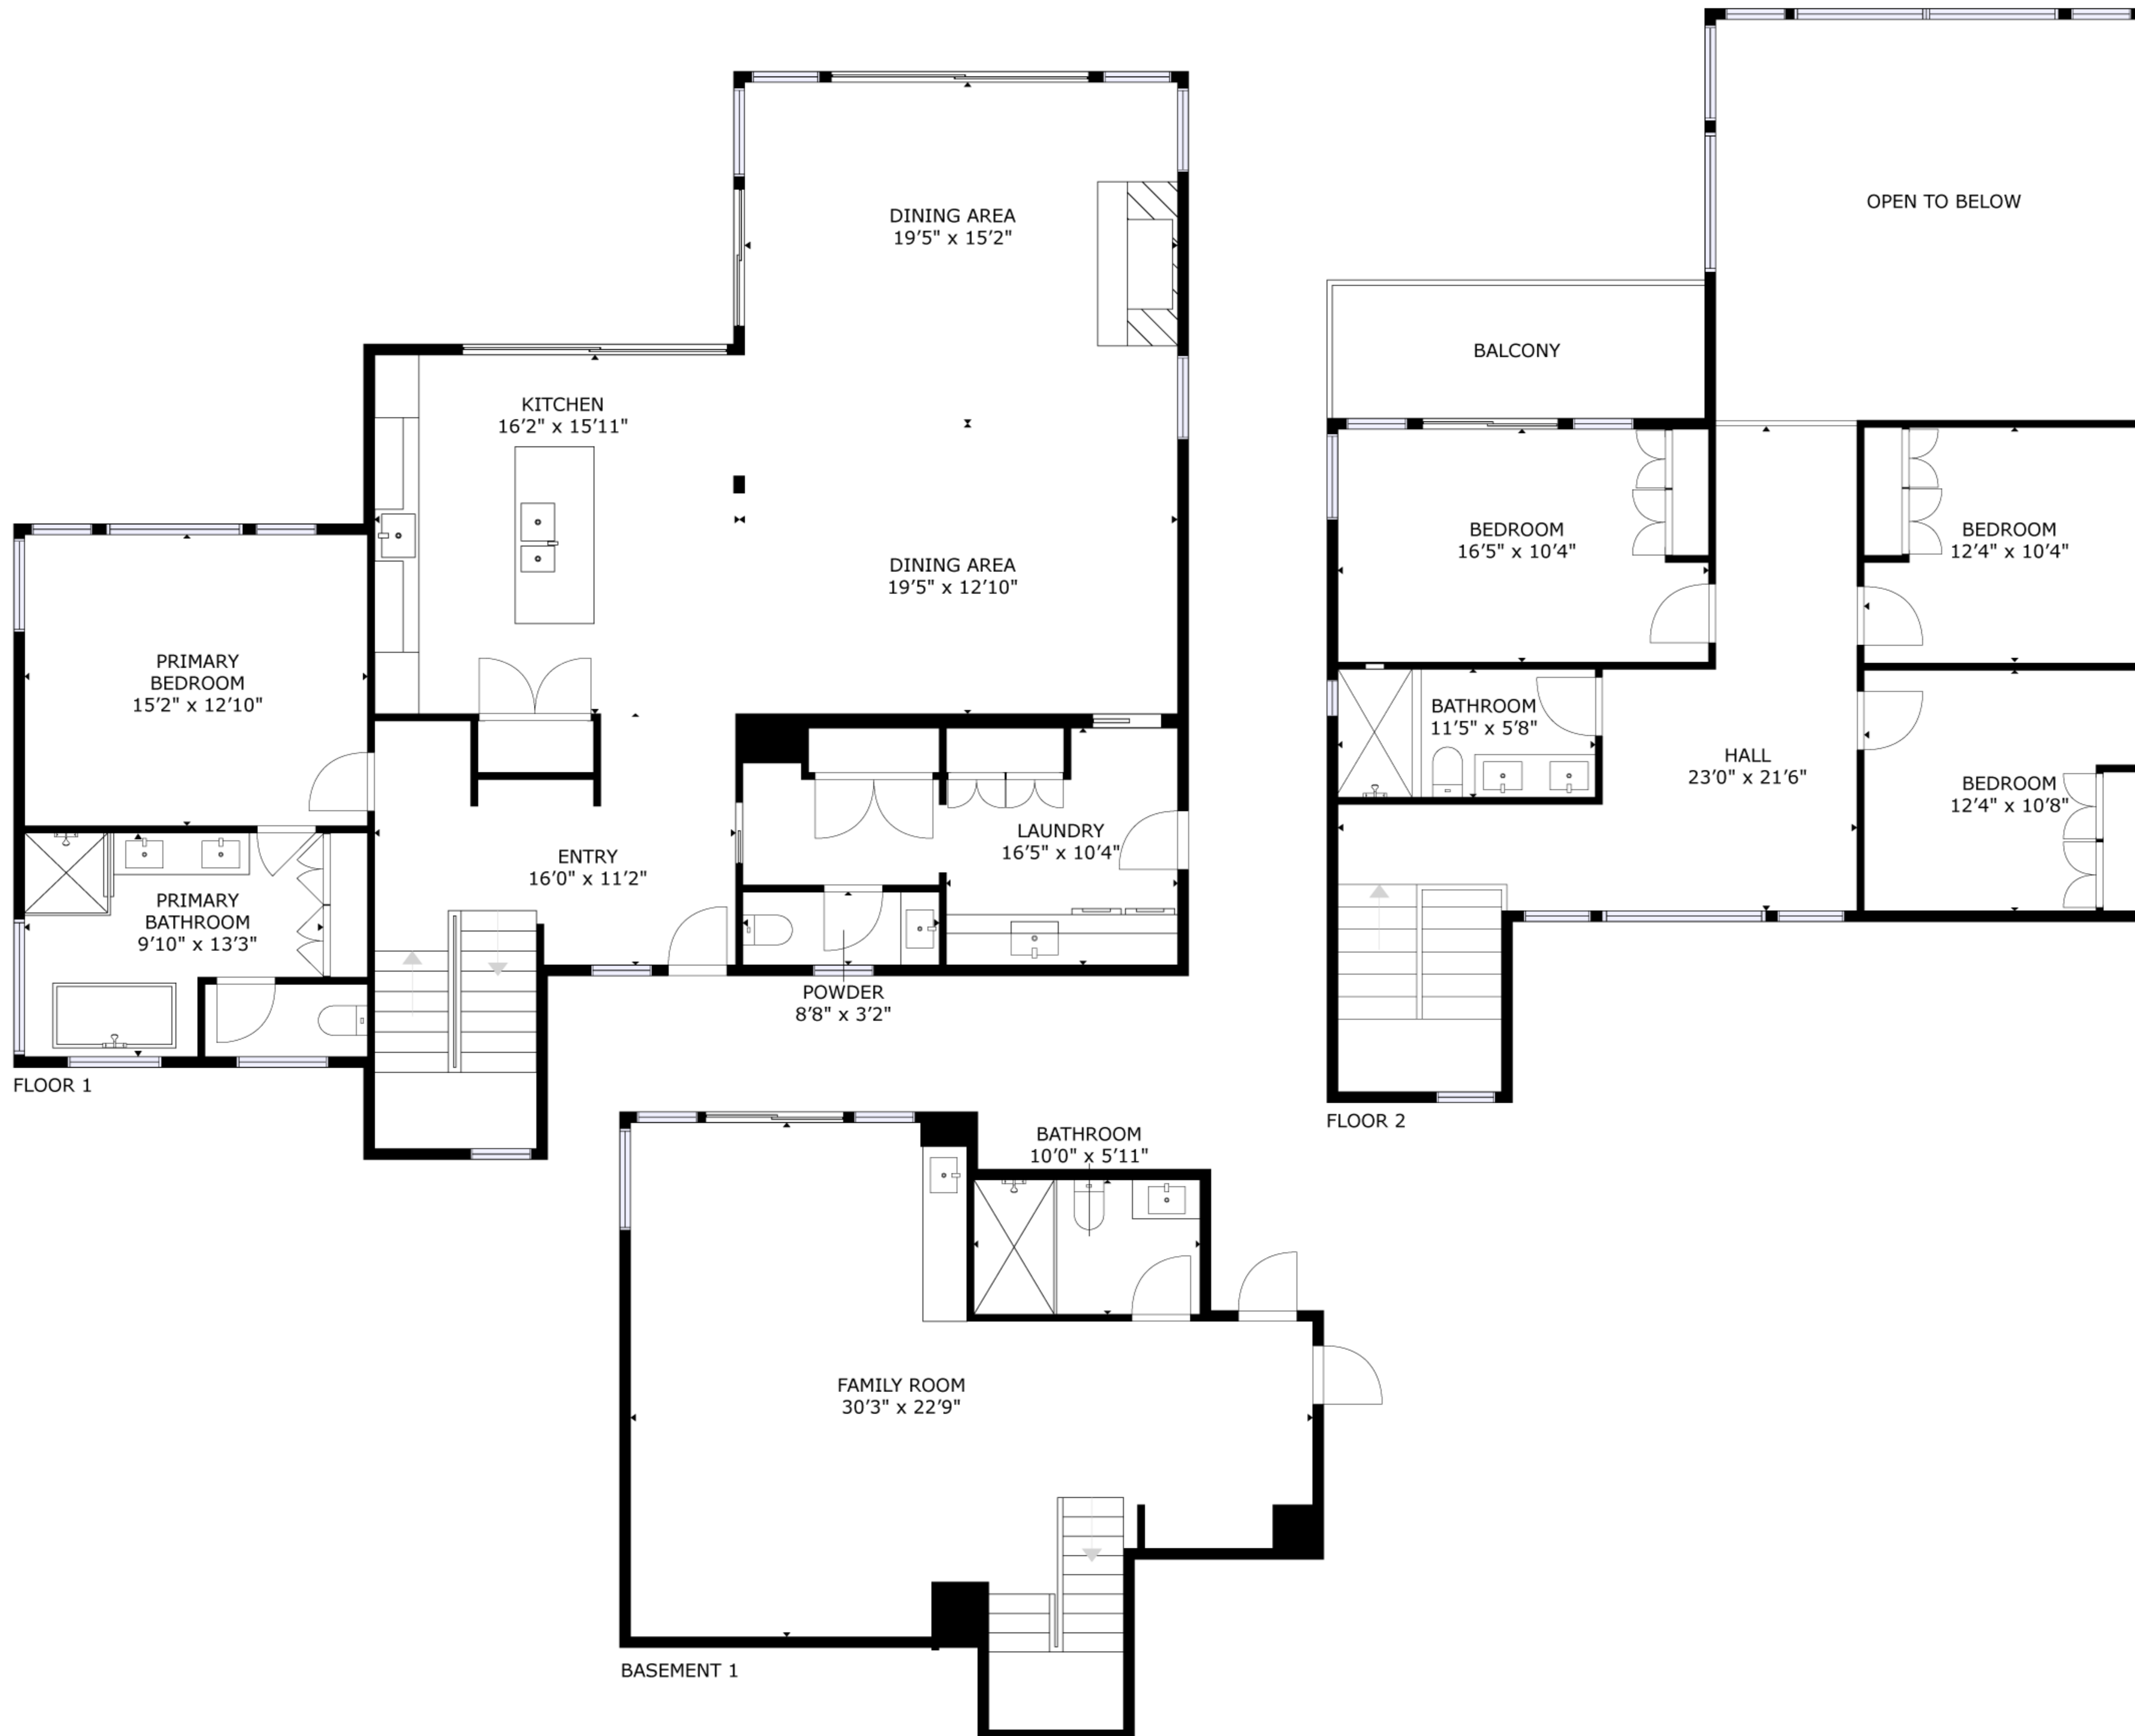 DINING AREA
19'5" x 15'2"
KITCHEN
16'2" x 15'11"
DINING AREA
19'5" x 12'10"
PRIMARY
BEDROOM
15'2" x 12'10"
ENTRY
16'0" x 11'2"
LAUNDRY
16'5" x 10'4"
PRIMARY
BATHROOM
9'10" x 13'3"
POWDER
8'8" x 3'2"
FLOOR 1
OPEN TO BELOW
BALCONY
BEDROOM
16'5" x 10'4"
BEDROOM
12'4" x 10'4"
BATHROOM
11'5" x 5'8"
HALL
23'0" x 21'6"
BEDROOM
12'4" x 10'8"
FLOOR 2
BATHROOM
10'0" x 5'11"
FAMILY ROOM
30'3" x 22'9"
BASEMENT 1